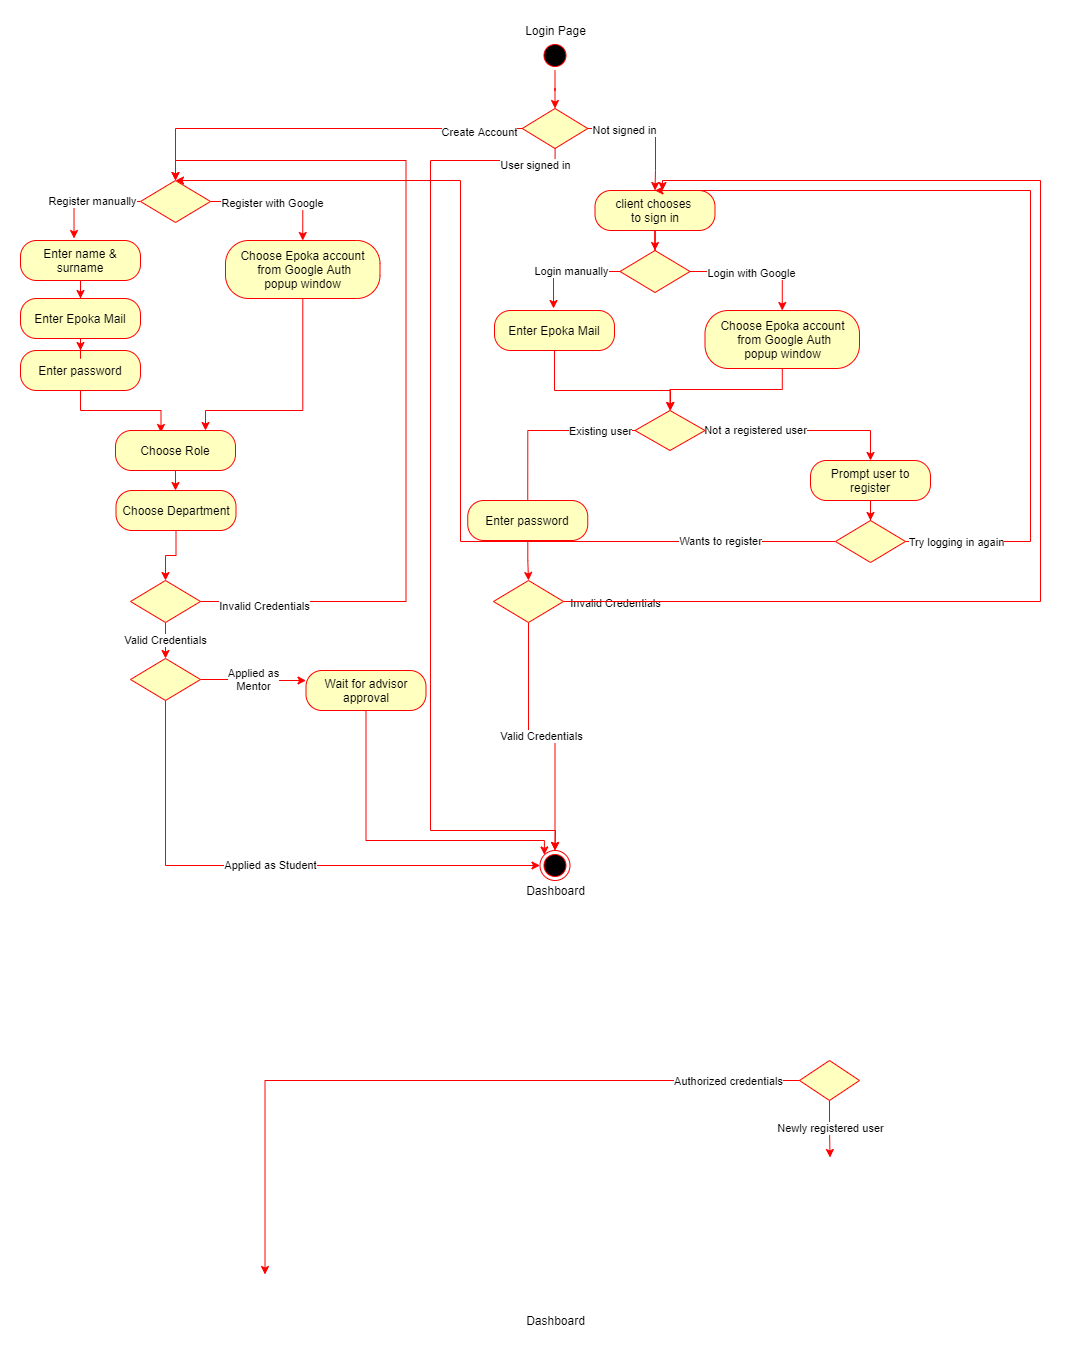 Login Page
Create Account
Not signed in
User signed in
Register manually
Register with Google
client chooses
to sign in
Enter name &
surname
Choose Epoka account
from Google Auth
popup window
Login manually
Login with Google
Enter Epoka Mail
Enter Epoka Mail
Choose Epoka account
from Google Auth
popup window
Enter password
Existing user
Not a registered user
Choose Role
Prompt user to
register
Choose Department
Enter password
Wants to register
Try logging in again
Invalid Credentials
Invalid Credentials
Valid Credentials
Applied as
Mentor
Wait for advisor
approval
Valid Credentials
Applied as Student
Dashboard
Authorized credentials
Newly registered user
Dashboard